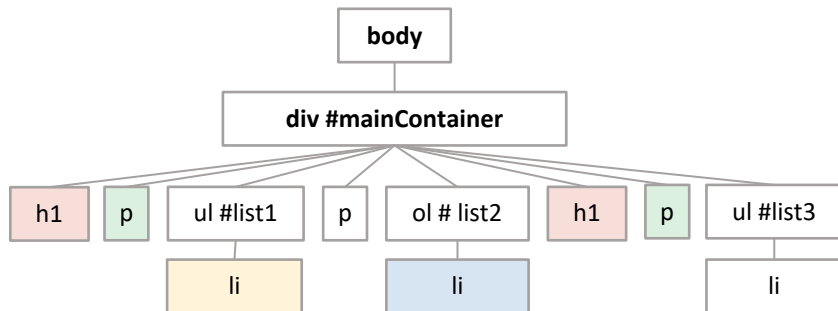 body
div #mainContainer
h1 p ul #list1 p ol # list2 h1 p ul #list3
li li li